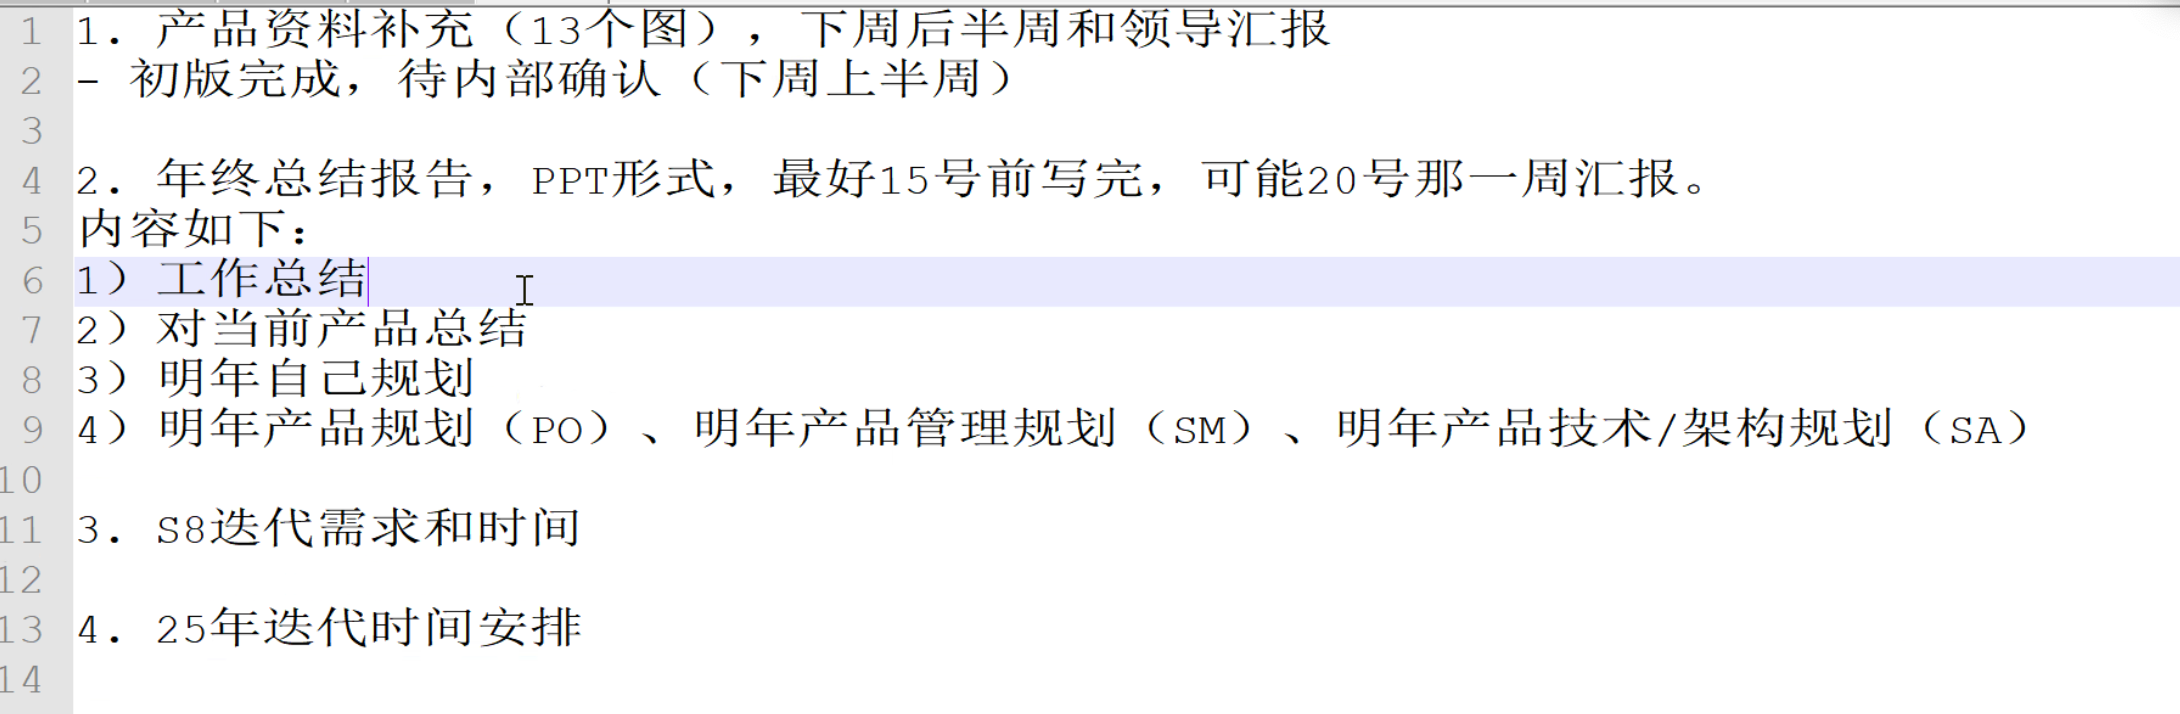 1 1. 产品资料补充（13个图），下周后半周和领导汇报
2 - 初版完成，待内部确认（下周上半周）
3
4 2. 年终总结报告，PPT形式，最好15号前写完，可能20号那一周汇报。
5 内容如下：
6 1）工作总结
7 2）对当前产品总结
8 3）明年自己规划
9 4）明年产品规划（PO）、明年产品管理规划（SM）、明年产品技术/架构规划（SA）
10
11 3. S8迭代需求和时间
12
13 4. 25年迭代时间安排
14